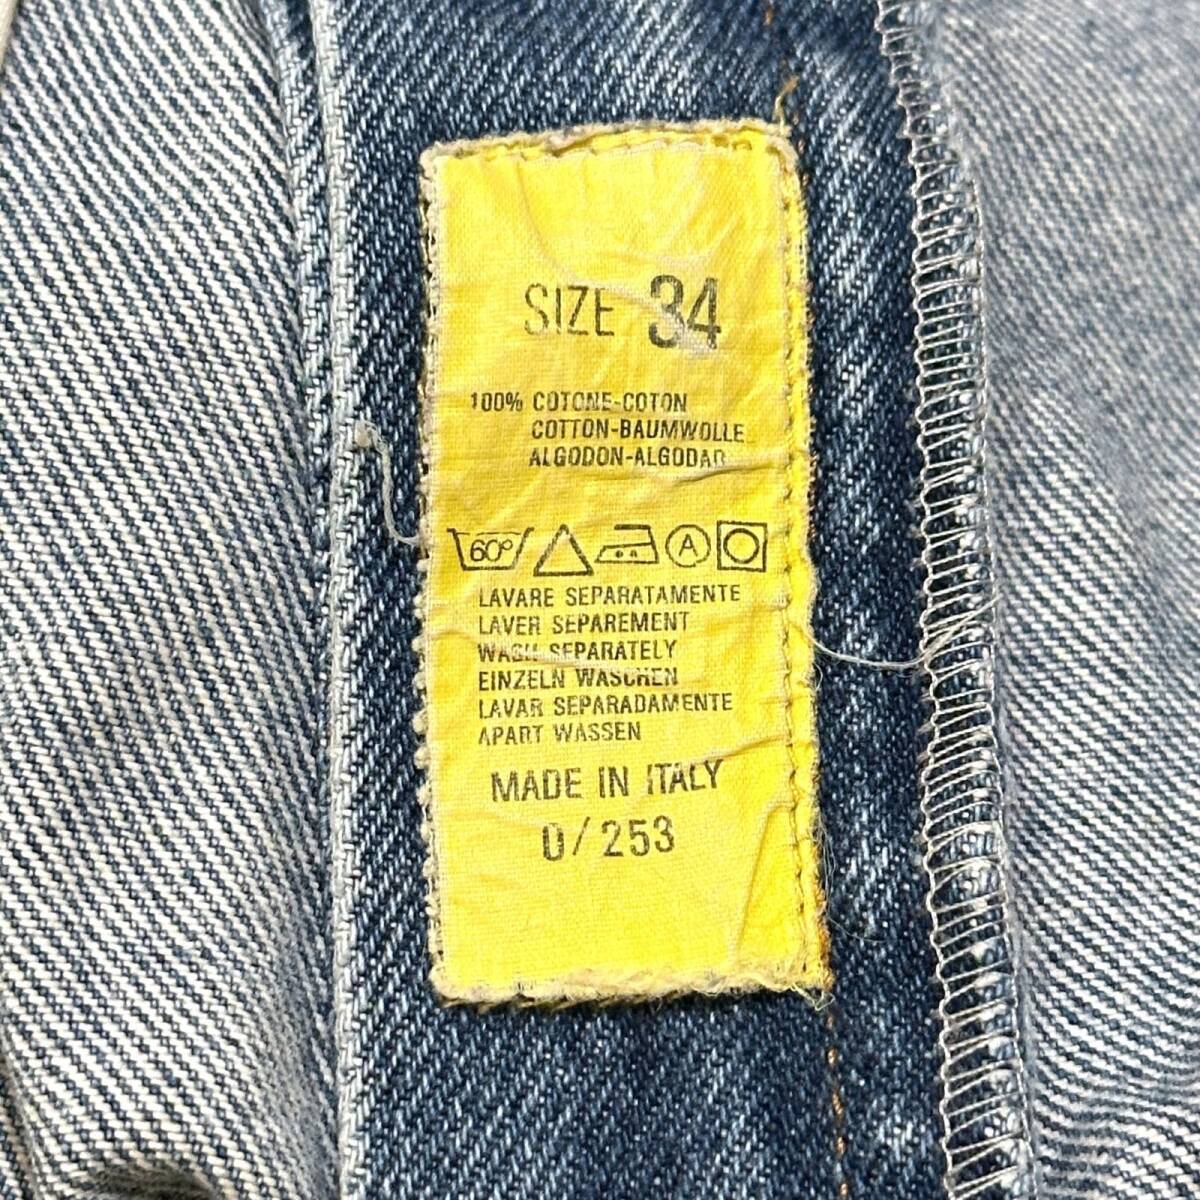 SIZE 34
100% COTONE-COTON
COTTON-BAUMWOLLE
ALGODON-ALGODAO
60° A
LAVARE SEPARATAMENTE
LAVER SEPAREMENT
WASH SEPARATELY
EINZELN WASCHEN
LAVAR SEPARADAMENTE
APART WASSEN
MADE IN ITALY
0/253